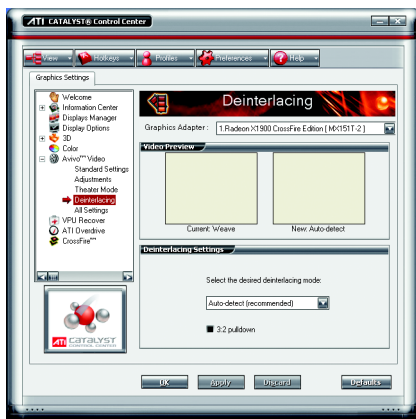 ATI CATALYST® Control Center
View
Hotkeys
Profiles
Preferences
Help
Graphics Settings
Welcome
Information Center
Displays Manager
Display Options
3D
Color
Avivo™ Video
Standard Settings
Adjustments
Theater Mode
Deinterlacing
All Settings
VPU Recover
ATI Overdrive
CrossFire™
Deinterlacing
Graphics Adapter:
1.Radeon X1900 CrossFire Edition [ MX151T-2 ]
Video Preview
Current: Weave
New: Auto-detect
Deinterlacing Settings
Select the desired deinterlacing mode:
Auto-detect (recommended)
3:2 pulldown
ATI CATALYST
CONTROL CENTER
OK
Apply
Discard
Defaults